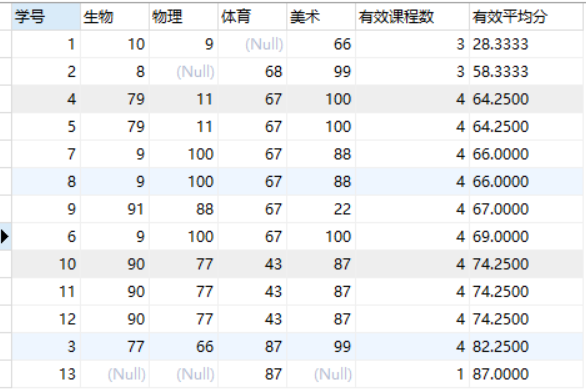 学号 生物 物理 体育 美术 有效课程数 有效平均分
1 10 9 (Null) 66 3 28.3333
2 8 (Null) 68 99 3 58.3333
4 79 11 67 100 4 64.2500
5 79 11 67 100 4 64.2500
7 9 100 67 88 4 66.0000
8 9 100 67 88 4 66.0000
9 91 88 67 22 4 67.0000
6 9 100 67 100 4 69.0000
10 90 77 43 87 4 74.2500
11 90 77 43 87 4 74.2500
12 90 77 43 87 4 74.2500
3 77 66 87 99 4 82.2500
13 (Null) (Null) 87 (Null) 1 87.0000